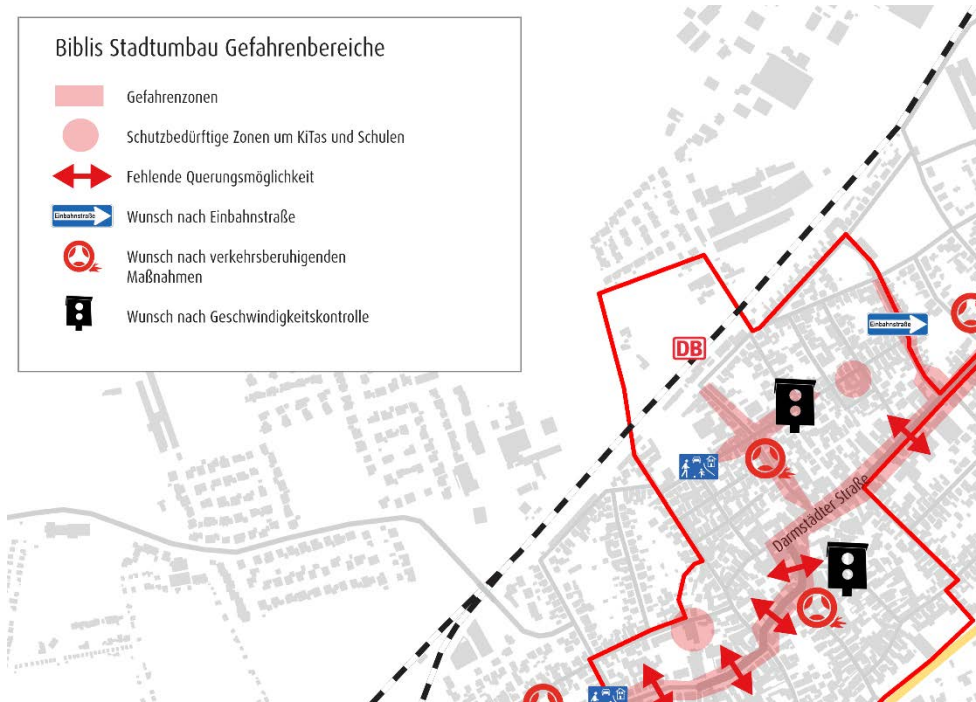 Biblis Stadtumbau Gefahrenbereiche
Gefahrenzonen
Schutzbedürftige Zonen um KiTas und Schulen
Fehlende Querungsmöglichkeit
Einbahnstraße
Wunsch nach Einbahnstraße
Wunsch nach verkehrsberuhigenden
Maßnahmen
Wunsch nach Geschwindigkeitskontrolle
Einbahnstraße
DB
Darmstädter Straße